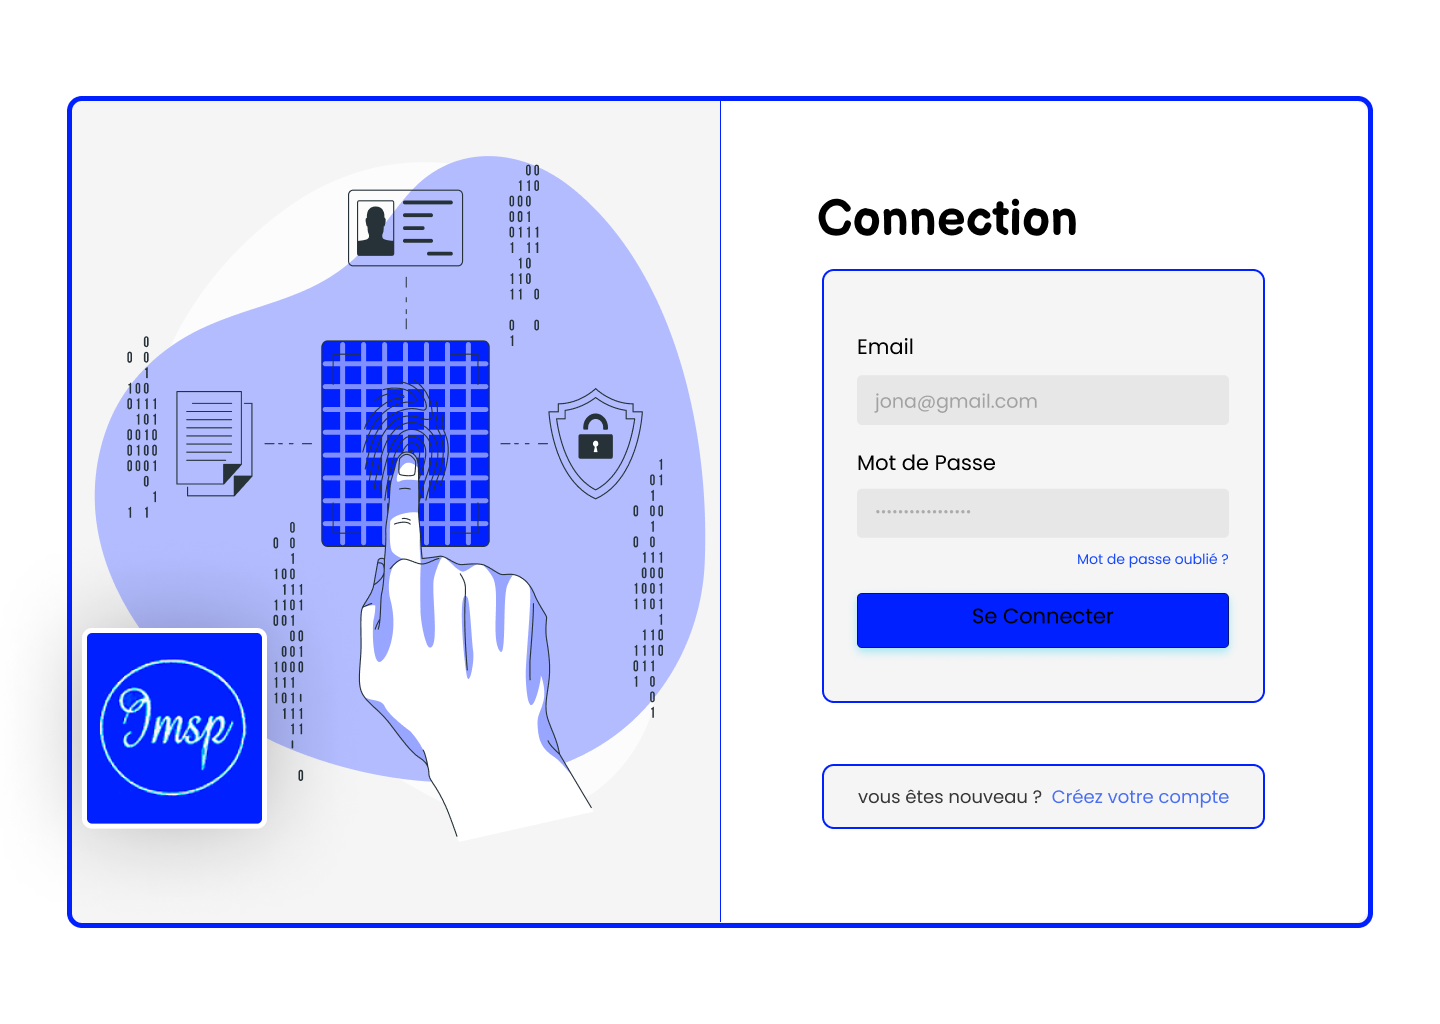 Connection
Email
jona@gmail.com
Mot de Passe
•••••••••••••••••
Mot de passe oublié ?
Se Connecter
vous êtes nouveau ? Créez votre compte
Imsp